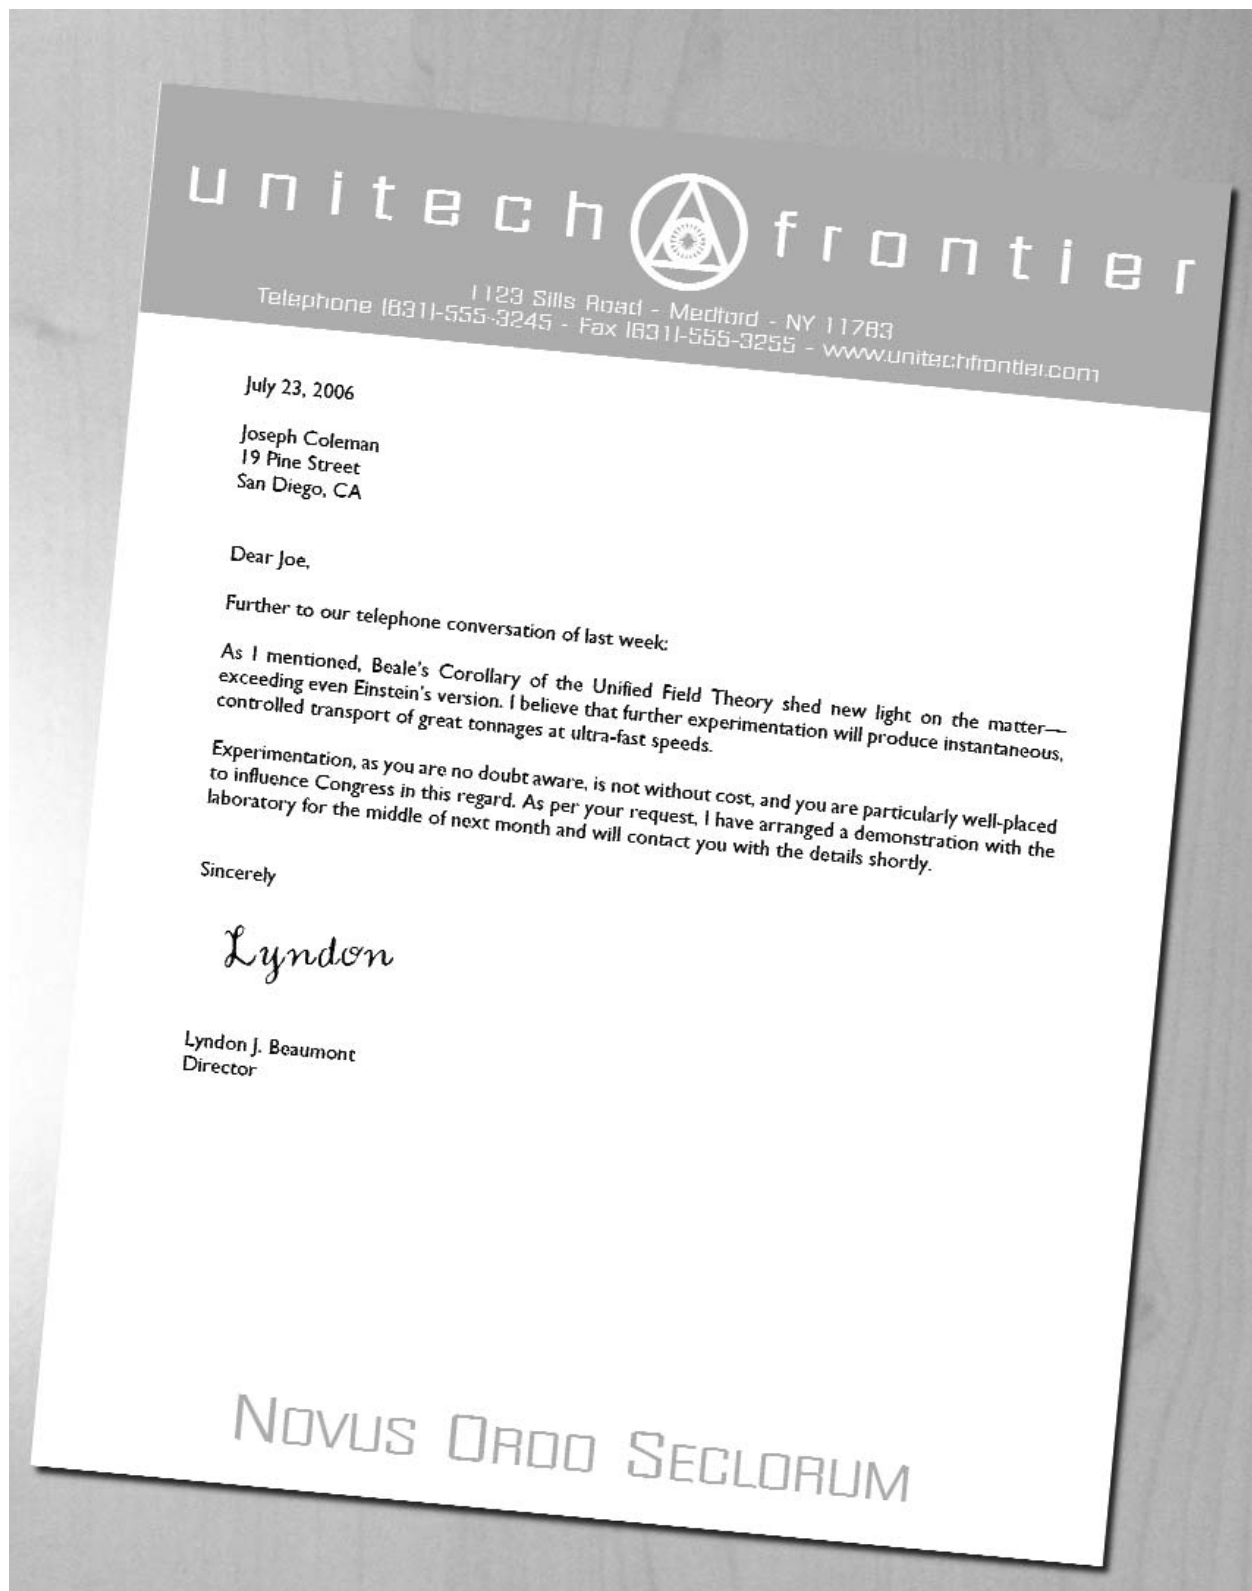 unitech frontier
1123 Sills Road - Medford - NY 11763
Telephone (631)-555-3245 - Fax (631)-555-3255 - www.unitechfrontier.com
July 23, 2006
Joseph Coleman
19 Pine Street
San Diego, CA
Dear Joe,
Further to our telephone conversation of last week:
As I mentioned, Beale's Corollary of the Unified Field Theory shed new light on the matter—
exceeding even Einstein's version. I believe that further experimentation will produce instantaneous,
controlled transport of great tonnages at ultra-fast speeds.
Experimentation, as you are no doubt aware, is not without cost, and you are particularly well-placed
to influence Congress in this regard. As per your request, I have arranged a demonstration with the
laboratory for the middle of next month and will contact you with the details shortly.
Sincerely
Lyndon
Lyndon J. Beaumont
Director
Novus Ordo Seclorum